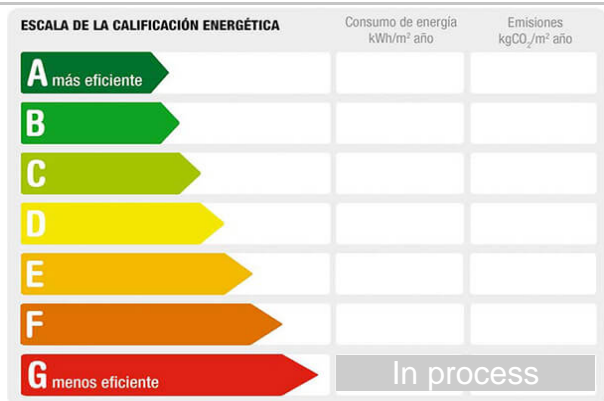 ESCALA DE LA CALIFICACIÓN ENERGÉTICA
Consumo de energía
kWh/m² año
Emisiones
kgCO₂/m² año
A más eficiente
B
C
D
E
F
G menos eficiente
In process